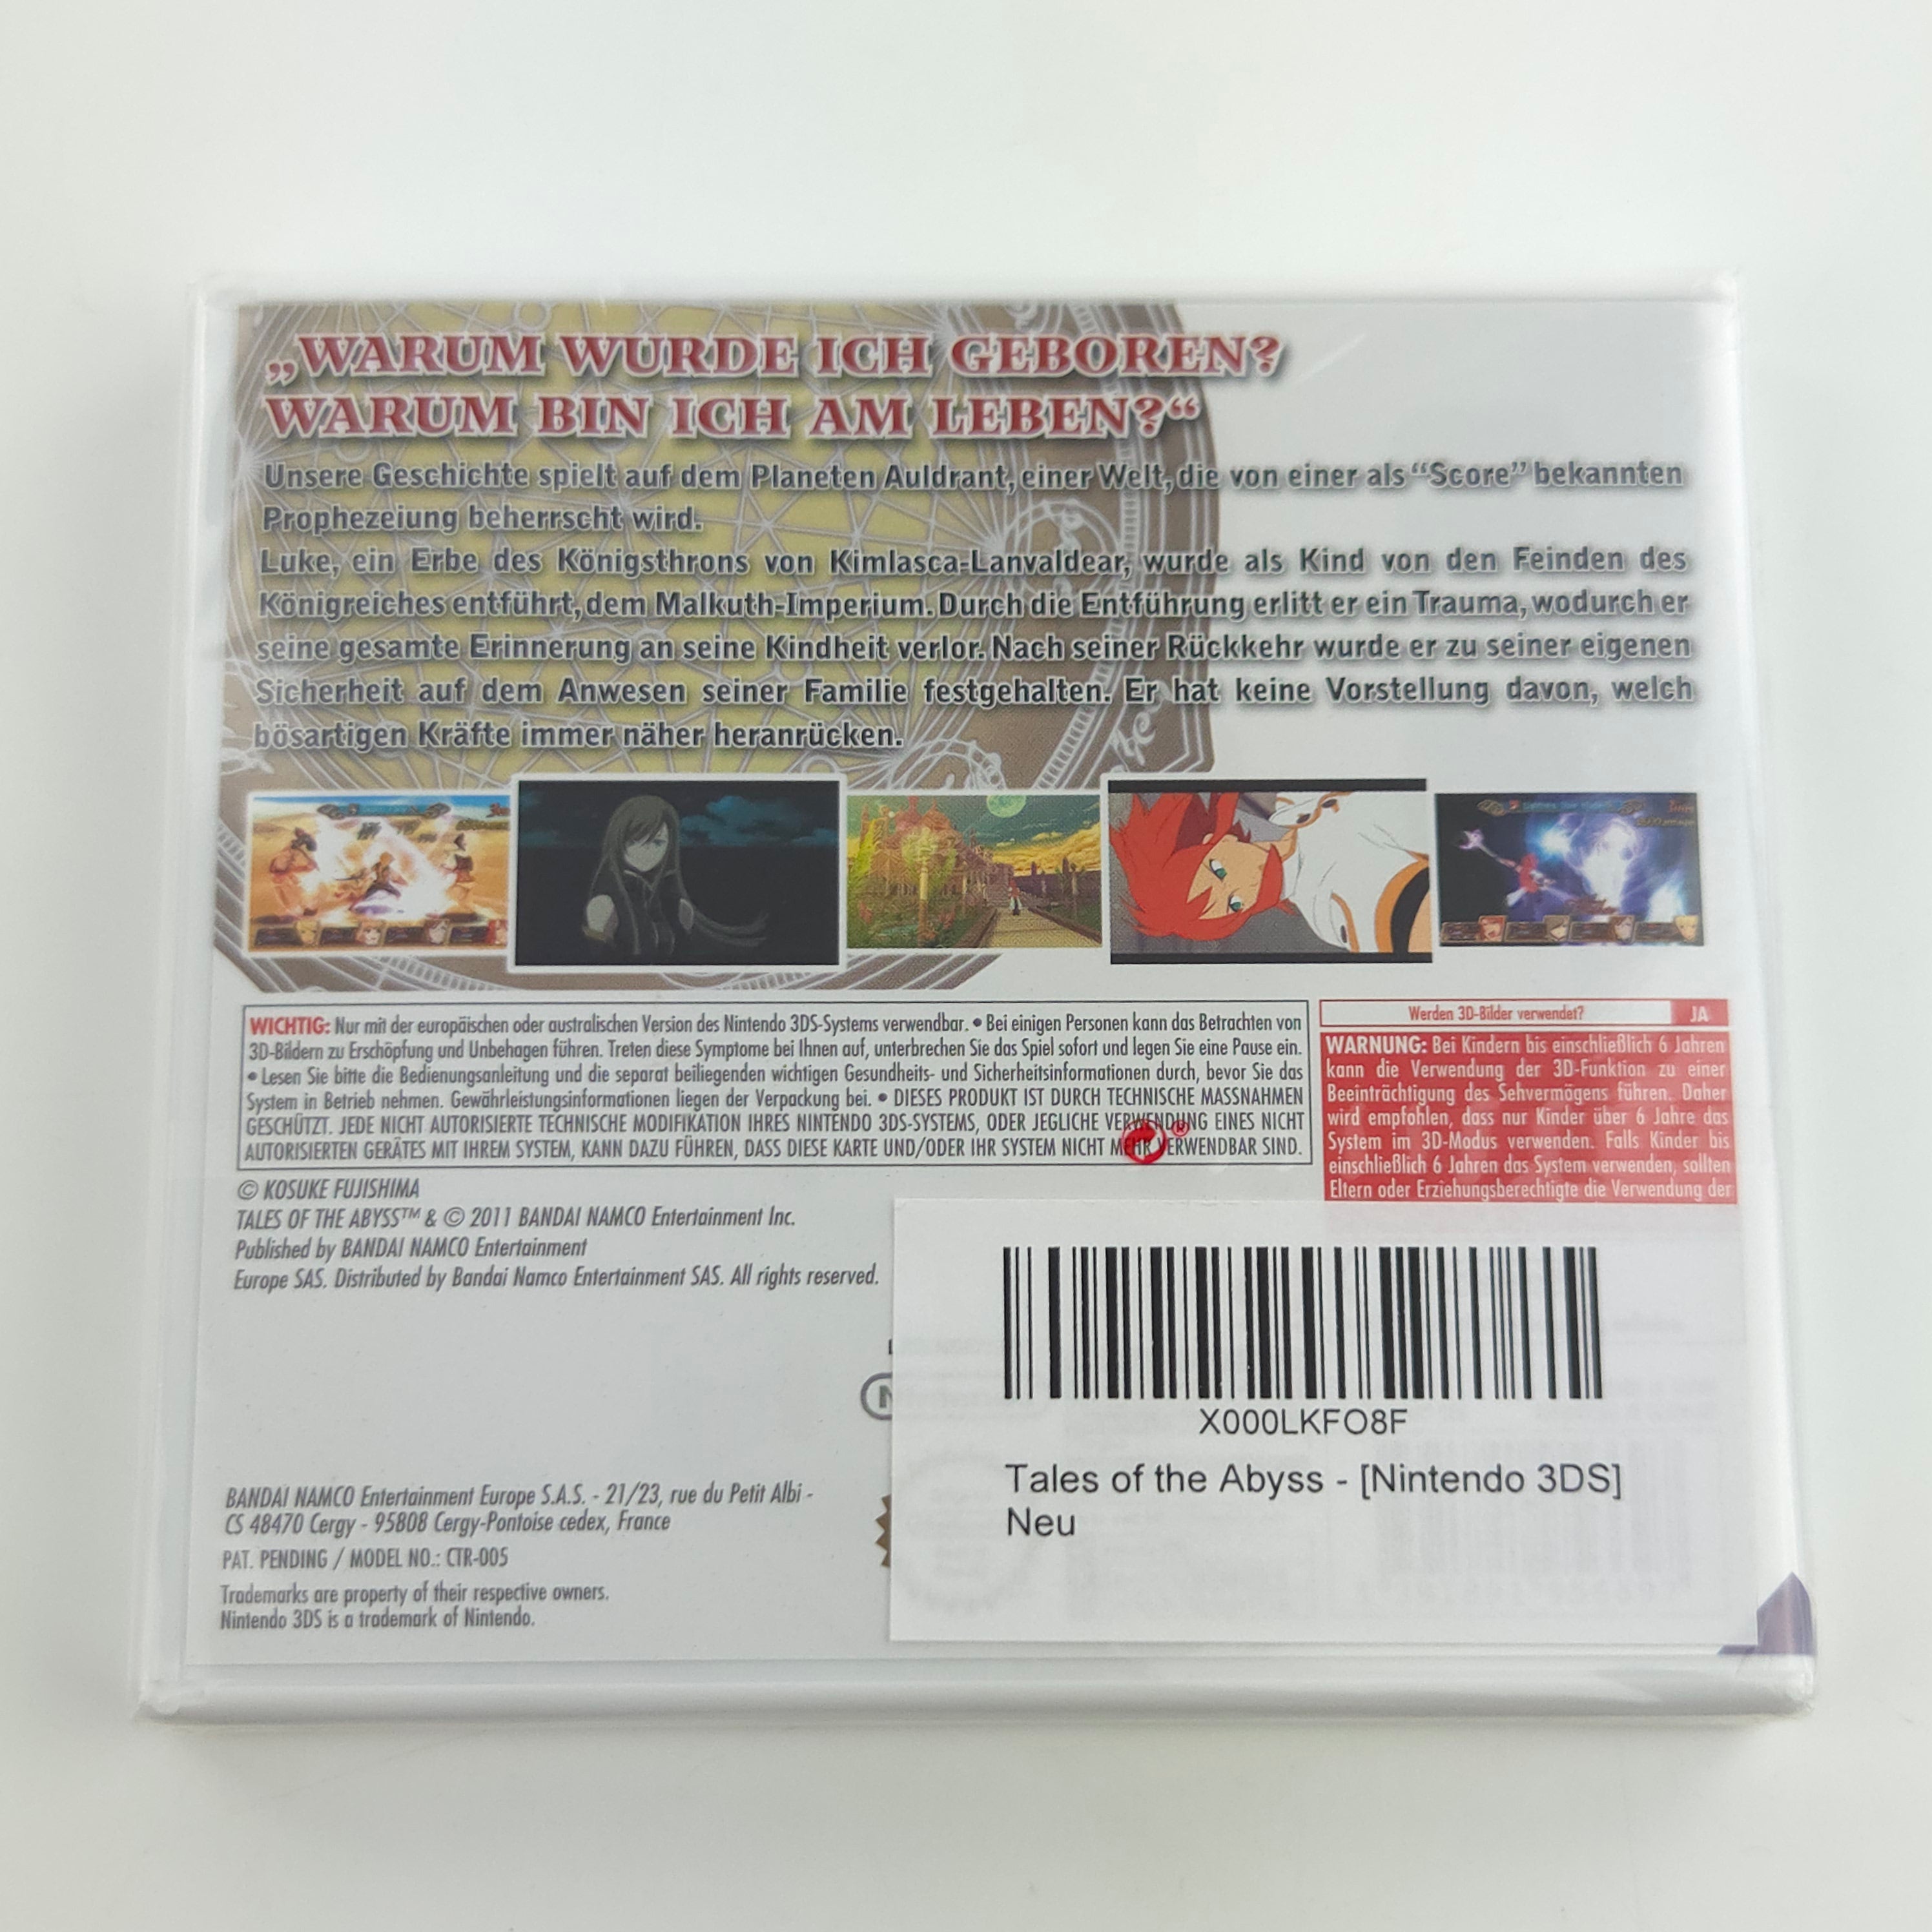 „WARUM WURDE ICH GEBOREN?
WARUM BIN ICH AM LEBEN?“
Unsere Geschichte spielt auf dem Planeten Auldrant, einer Welt, die von einer als “Score” bekannten
Prophezeiung beherrscht wird.
Luke, ein Erbe des Königsthrons von Kimlasca-Lanvaldear, wurde als Kind von den Feinden des
Königreiches entführt, dem Malkuth-Imperium. Durch die Entführung erlitt er ein Trauma, wodurch er
seine gesamte Erinnerung an seine Kindheit verlor. Nach seiner Rückkehr wurde er zu seiner eigenen
Sicherheit auf dem Anwesen seiner Familie festgehalten. Er hat keine Vorstellung davon, welch
bösartigen Kräfte immer näher heranrücken.
WICHTIG: Nur mit der europäischen oder australischen Version des Nintendo 3DS-Systems verwendbar. • Bei einigen Personen kann das Betrachten von
3D-Bildern zu Erschöpfung und Unbehagen führen. Treten diese Symptome bei Ihnen auf, unterbrechen Sie das Spiel sofort und legen Sie eine Pause ein.
• Lesen Sie bitte die Bedienungsanleitung und die separat beiliegenden wichtigen Gesundheits- und Sicherheitsinformationen durch, bevor Sie das
System in Betrieb nehmen. Gewährleistungsinformationen liegen der Verpackung bei. • DIESES PRODUKT IST DURCH TECHNISCHE MASSNAHMEN
GESCHÜTZT. JEDE NICHT AUTORISIERTE TECHNISCHE MODIFIKATION IHRES NINTENDO 3DS-SYSTEMS, ODER JEGLICHE VERWENDUNG EINES NICHT
AUTORISIERTEN GERÄTES MIT IHREM SYSTEM, KANN DAZU FÜHREN, DASS DIESE KARTE UND/ODER IHR SYSTEM NICHT MEHR VERWENDBAR SIND.
Werden 3D-Bilder verwendet? JA
WARNUNG: Bei Kindern bis einschließlich 6 Jahren
kann die Verwendung der 3D-Funktion zu einer
Beeinträchtigung des Sehvermögens führen. Daher
wird empfohlen, dass nur Kinder über 6 Jahre das
System im 3D-Modus verwenden. Falls Kinder bis
einschließlich 6 Jahren das System verwenden, sollten
Eltern oder Erziehungsberechtigte die Verwendung der
© KOSUKE FUJISHIMA
TALES OF THE ABYSS™ & © 2011 BANDAI NAMCO Entertainment Inc.
Published by BANDAI NAMCO Entertainment
Europe SAS. Distributed by Bandai Namco Entertainment SAS. All rights reserved.
X000LKFO8F
Tales of the Abyss - [Nintendo 3DS]
Neu
BANDAI NAMCO Entertainment Europe S.A.S. - 21/23, rue du Petit Albi -
CS 48470 Cergy - 95808 Cergy-Pontoise cedex, France
PAT. PENDING / MODEL NO.: CTR-005
Trademarks are property of their respective owners.
Nintendo 3DS is a trademark of Nintendo.